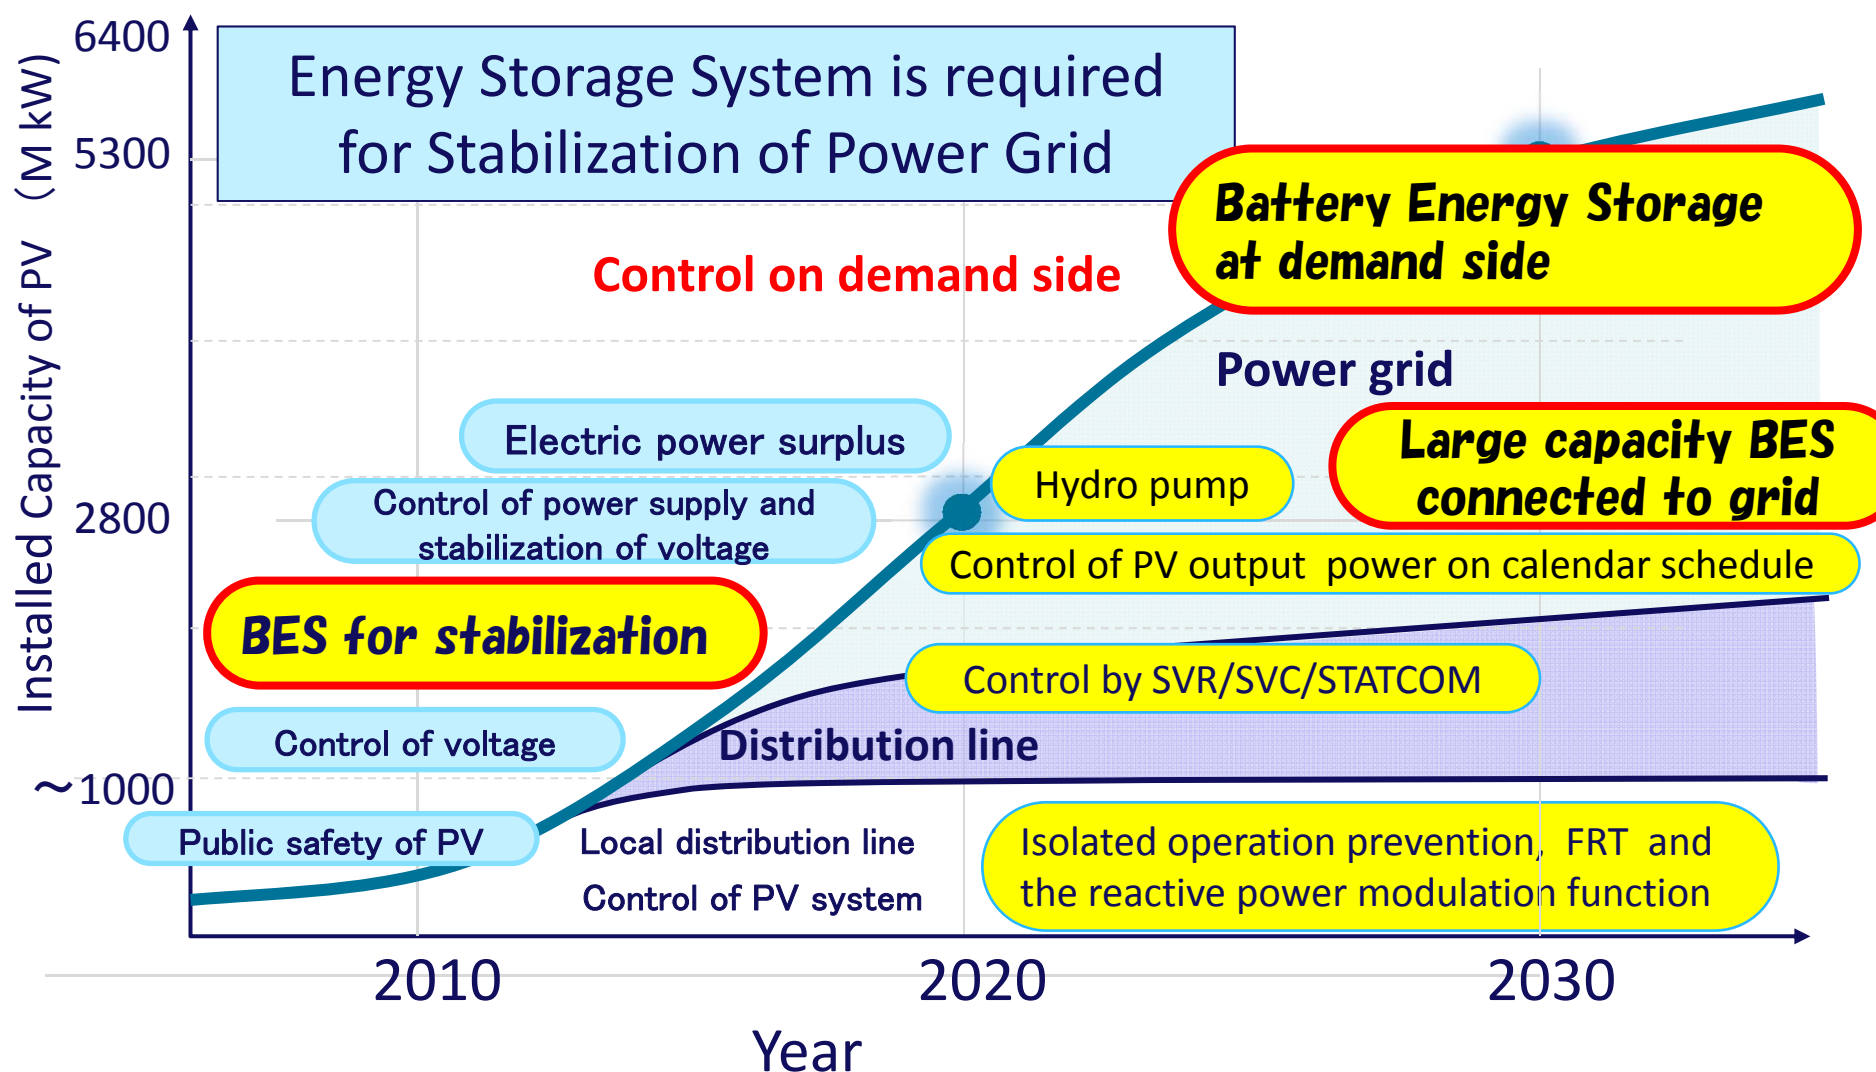 6400
Energy Storage System is required
for Stabilization of Power Grid
5300
Installed Capacity of PV （M kW）
Battery Energy Storage
at demand side
Control on demand side
Power grid
Electric power surplus
Large capacity BES
connected to grid
Hydro pump
Control of power supply and
stabilization of voltage
2800
Control of PV output power on calendar schedule
BES for stabilization
Control by SVR/SVC/STATCOM
Control of voltage
Distribution line
~1000
Public safety of PV
Local distribution line
Control of PV system
Isolated operation prevention, FRT and
the reactive power modulation function
2010
2020
2030
Year